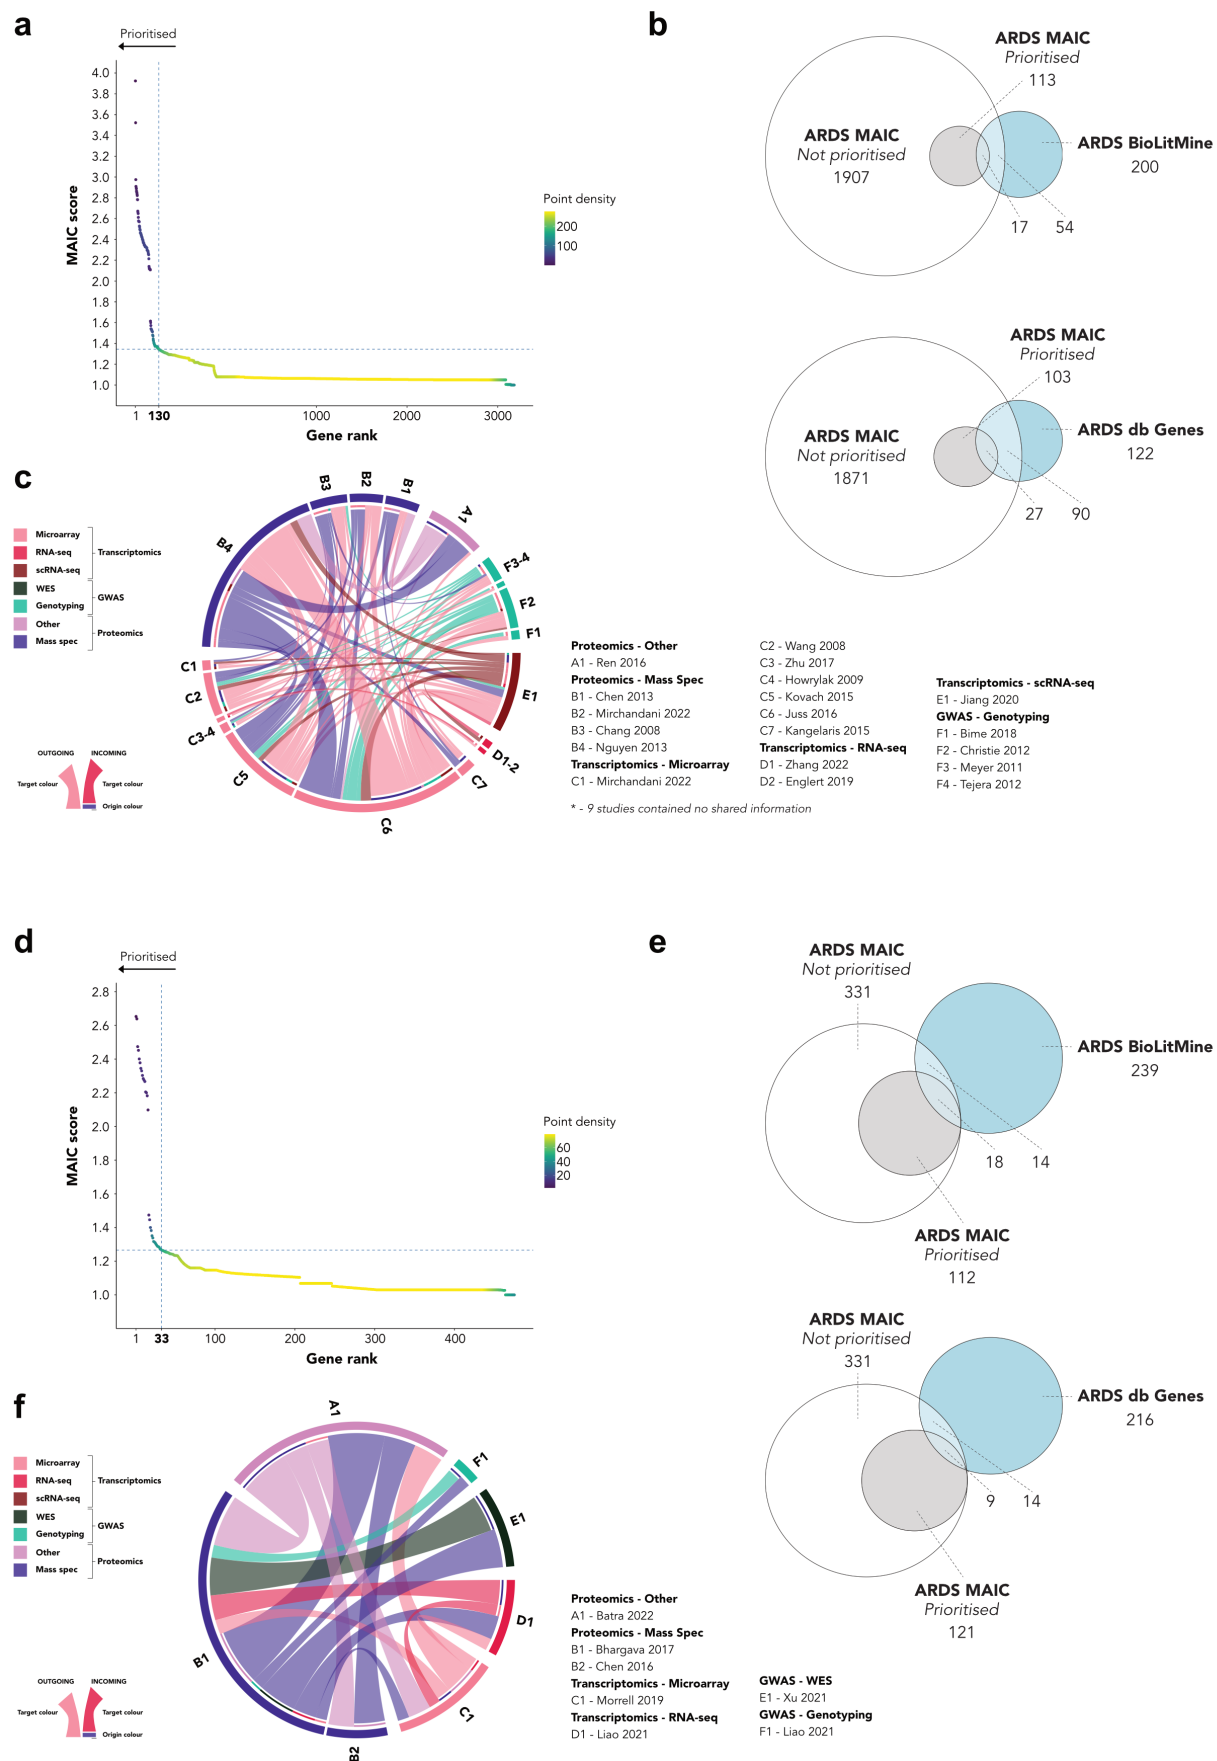 a
Prioritised
4.0
3.8
3.6
3.4
3.2
3.0
2.8
2.6
2.4
2.2
2.0
1.8
1.6
1.4
1.2
1.0
MAIC score
1
130
1000
2000
3000
Gene rank
Point density
200
100
b
ARDS MAIC
Prioritised
113
ARDS MAIC
Not prioritised
1907
ARDS BioLitMine
200
17
54
ARDS MAIC
Prioritised
103
ARDS MAIC
Not prioritised
1871
ARDS db Genes
122
27
90
c
Microarray
RNA-seq
scRNA-seq
WES
Genotyping
Other
Mass spec
Transcriptomics
GWAS
Proteomics
OUTGOING
INCOMING
Target colour
Target colour
Origin colour
B4
B3
B2
B1
A1
F3-4
F2
F1
E1
D1-2
C7
C6
C5
C3-4
C2
C1
Proteomics - Other
A1 - Ren 2016
Proteomics - Mass Spec
B1 - Chen 2013
B2 - Mirchandani 2022
B3 - Chang 2008
B4 - Nguyen 2013
Transcriptomics - Microarray
C1 - Mirchandani 2022
C2 - Wang 2008
C3 - Zhu 2017
C4 - Howrylak 2009
C5 - Kovach 2015
C6 - Juss 2016
C7 - Kangelaris 2015
Transcriptomics - RNA-seq
D1 - Zhang 2022
D2 - Englert 2019
Transcriptomics - scRNA-seq
E1 - Jiang 2020
GWAS - Genotyping
F1 - Bime 2018
F2 - Christie 2012
F3 - Meyer 2011
F4 - Tejera 2012
* - 9 studies contained no shared information
d
Prioritised
2.8
2.6
2.4
2.2
2.0
1.8
1.6
1.4
1.2
1.0
MAIC score
1
33
100
200
300
400
Gene rank
Point density
60
40
20
e
ARDS MAIC
Not prioritised
331
ARDS BioLitMine
239
18
14
ARDS MAIC
Prioritised
112
ARDS MAIC
Not prioritised
331
ARDS db Genes
216
9
14
ARDS MAIC
Prioritised
121
f
Microarray
RNA-seq
scRNA-seq
WES
Genotyping
Other
Mass spec
Transcriptomics
GWAS
Proteomics
OUTGOING
INCOMING
Target colour
Target colour
Origin colour
A1
F1
E1
D1
C1
B2
B1
Proteomics - Other
A1 - Batra 2022
Proteomics - Mass Spec
B1 - Bhargava 2017
B2 - Chen 2016
Transcriptomics - Microarray
C1 - Morrell 2019
Transcriptomics - RNA-seq
D1 - Liao 2021
GWAS - WES
E1 - Xu 2021
GWAS - Genotyping
F1 - Liao 2021